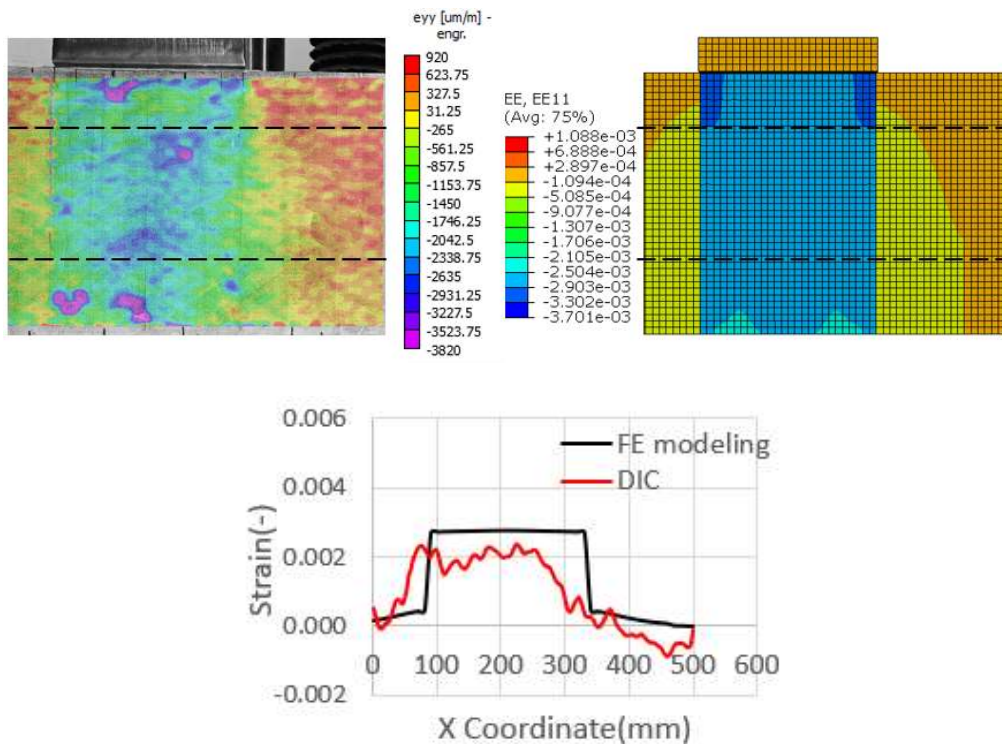 eyy [um/m] -
engr.
920
623.75
327.5
31.25
-265
-561.25
-857.5
-1153.75
-1450
-1746.25
-2042.5
-2338.75
-2635
-2931.25
-3227.5
-3523.75
-3820
EE, EE11
(Avg: 75%)
+1.088e-03
+6.888e-04
+2.897e-04
-1.094e-04
-5.085e-04
-9.077e-04
-1.307e-03
-1.706e-03
-2.105e-03
-2.504e-03
-2.903e-03
-3.302e-03
-3.701e-03
0.006
0.004
0.002
0.000
-0.002
Strain(-)
FE modeling
DIC
0 100 200 300 400 500 600
X Coordinate(mm)